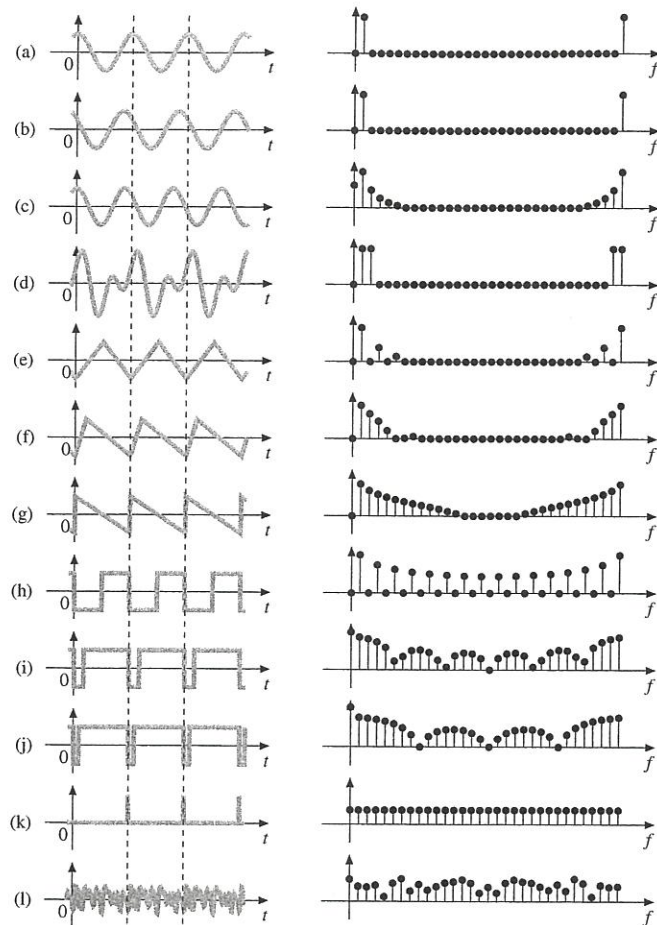 (a) 0 t f
(b) 0 t f
(c) 0 t f
(d) 0 t f
(e) 0 t f
(f) 0 t f
(g) 0 t f
(h) 0 t f
(i) 0 t f
(j) 0 t f
(k) 0 t f
(l) 0 t f